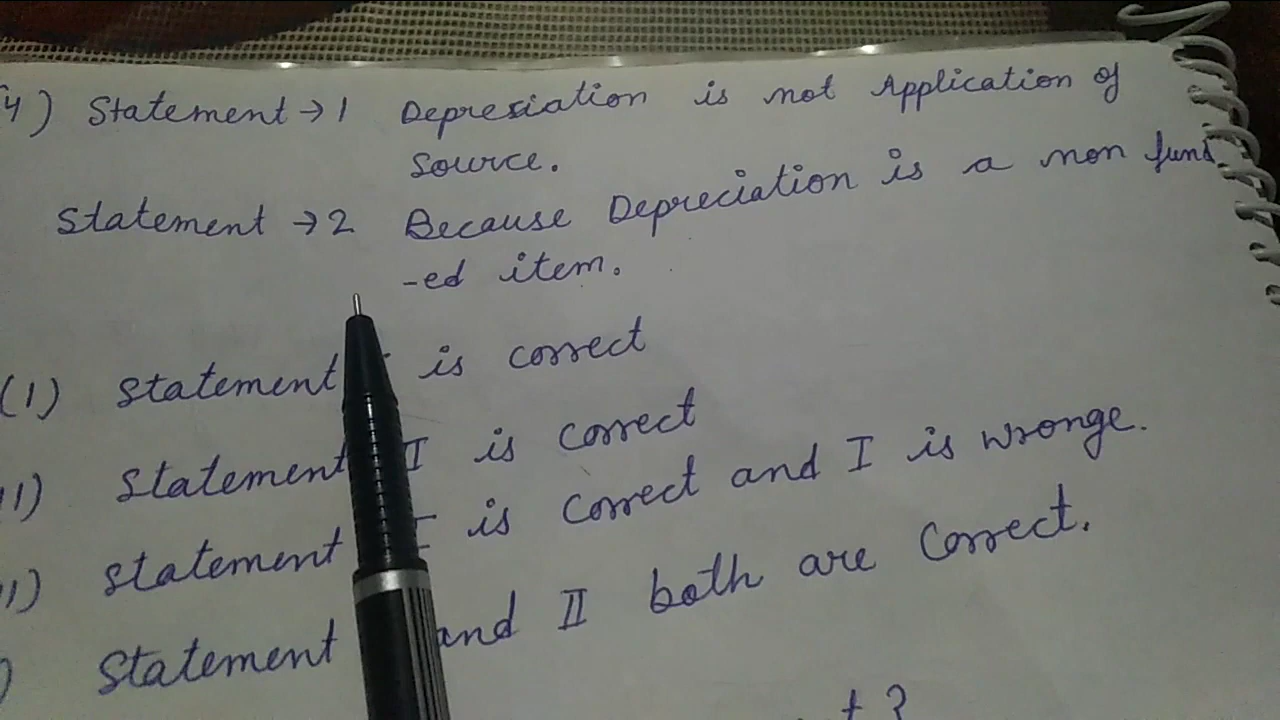 4) Statement → 1 Depresiation is not Application of
Source.
Statement → 2 Because Depreciation is a non fund
-ed item.
(1) Statement is correct
11) Statement II is correct
11) Statement I is correct and I is wronge.
) Statement and II both are Correct.
?